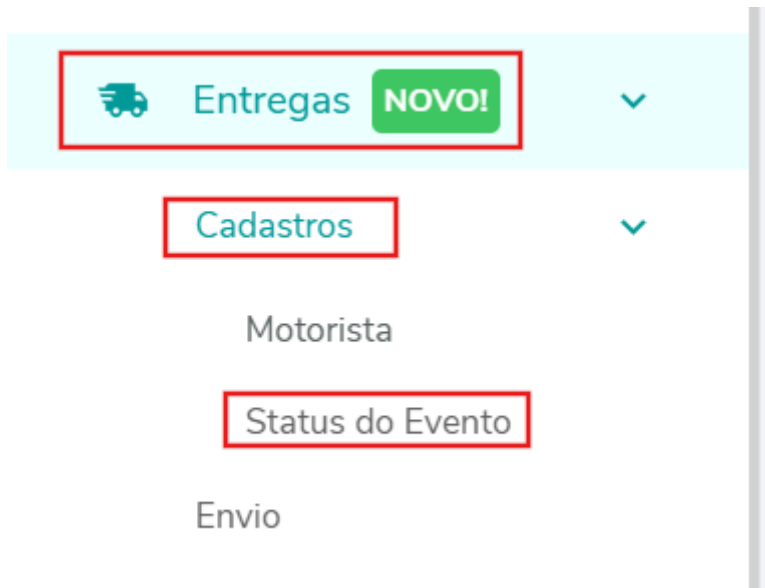 Entregas NOVO!
Cadastros
Motorista
Status do Evento
Envio